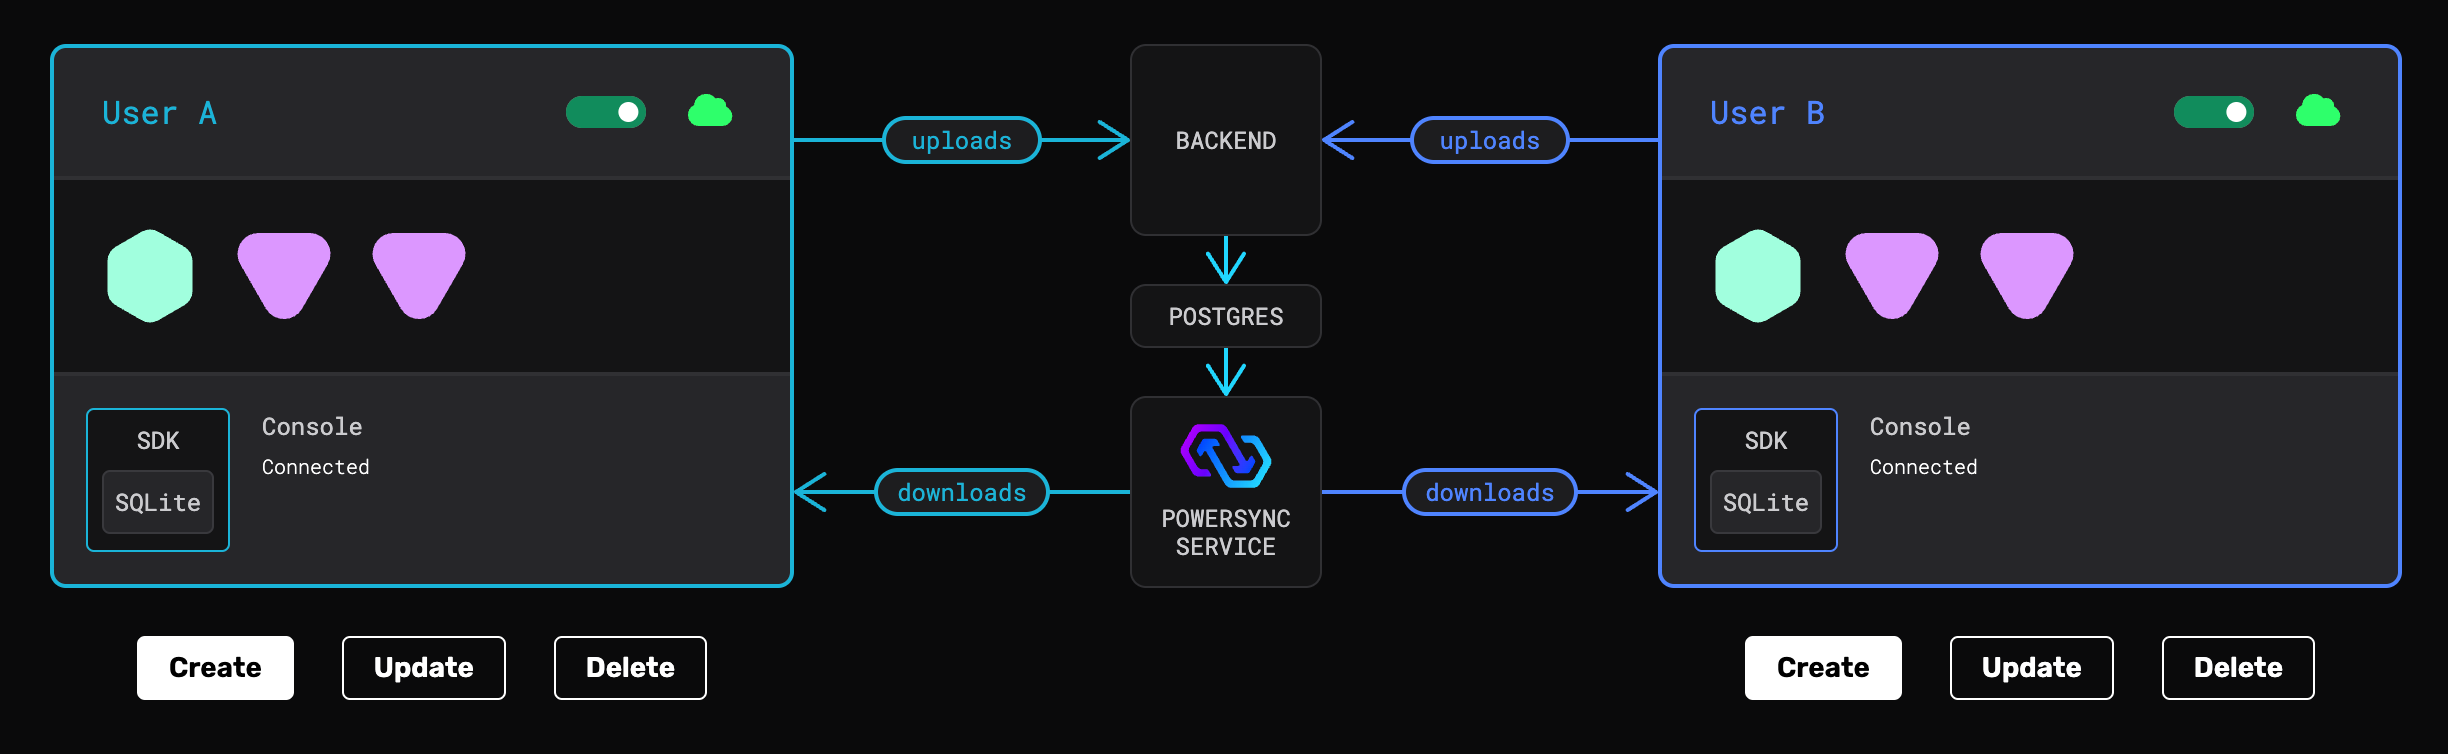 User A
uploads
BACKEND
uploads
User B
POSTGRES
SDK
SQLite
Console
Connected
downloads
POWERSYNC
SERVICE
downloads
SDK
SQLite
Console
Connected
Create
Update
Delete
Create
Update
Delete